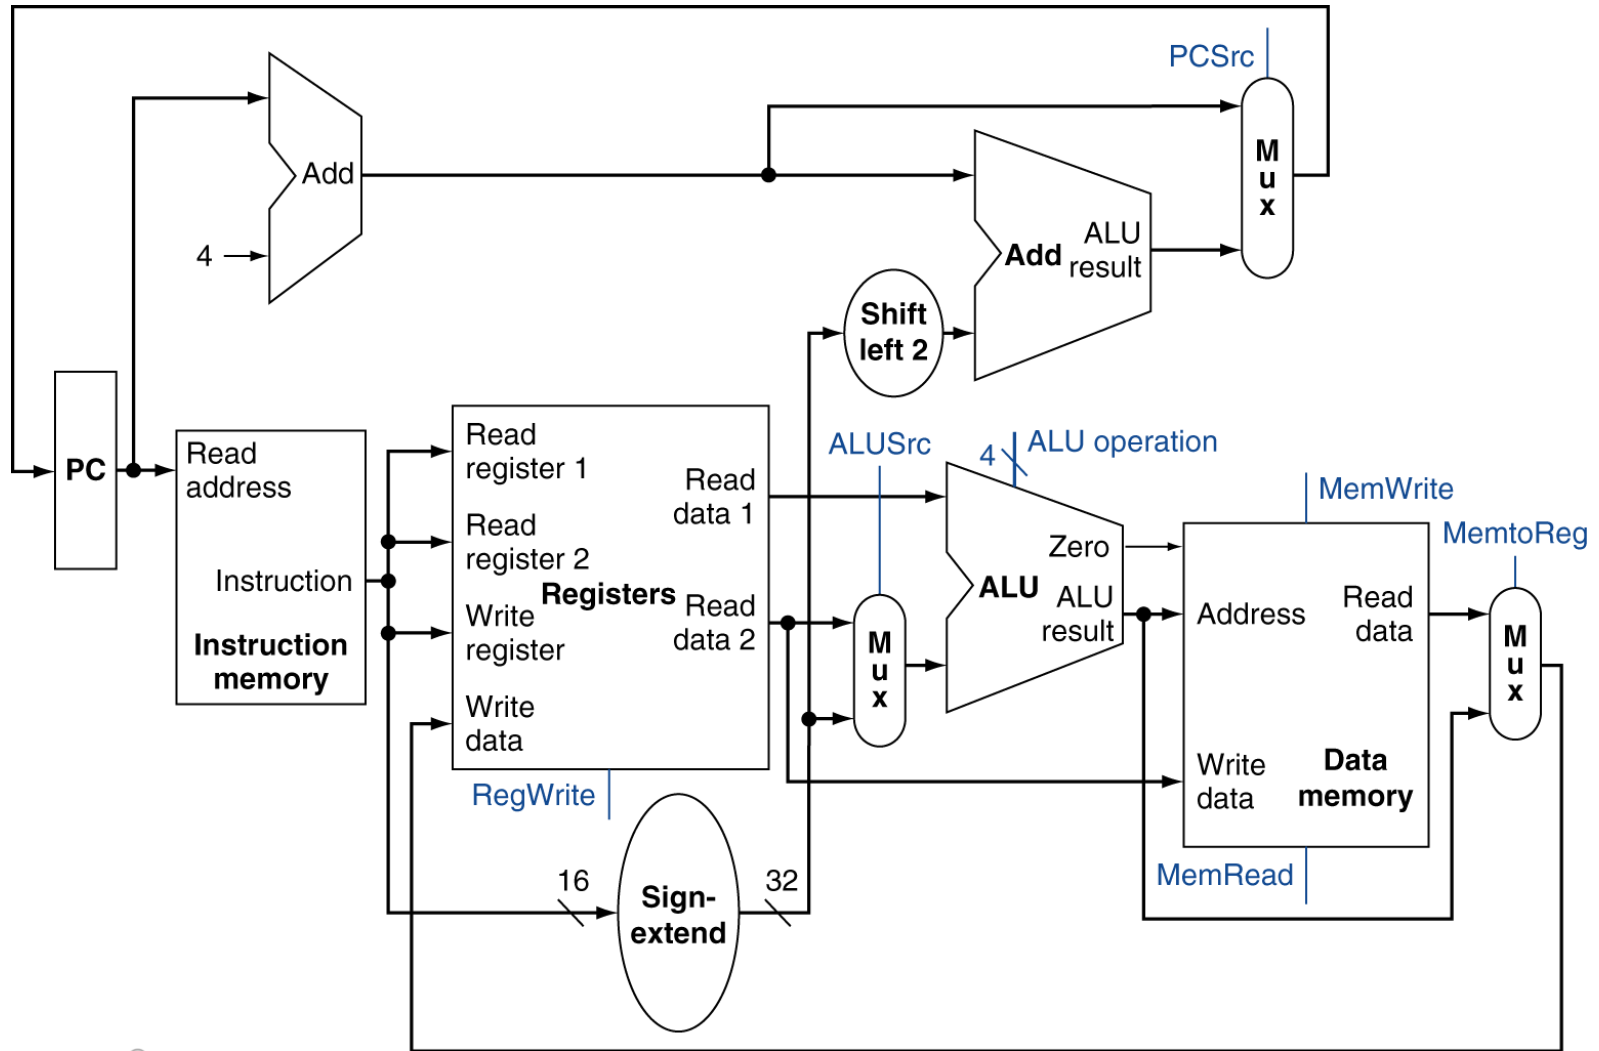 PCSrc
M
u
x
Add
4
ALU
result
Add
Shift
left 2
PC
Read
address
Instruction
Instruction
memory
Read
register 1
Read
register 2
Write
register
Write
data
Registers
Read
data 1
Read
data 2
RegWrite
ALUSrc
M
u
x
4
ALU operation
Zero
ALU
ALU
result
MemWrite
MemtoReg
Address
Read
data
Write
data
Data
memory
M
u
x
MemRead
16
Sign-
extend
32